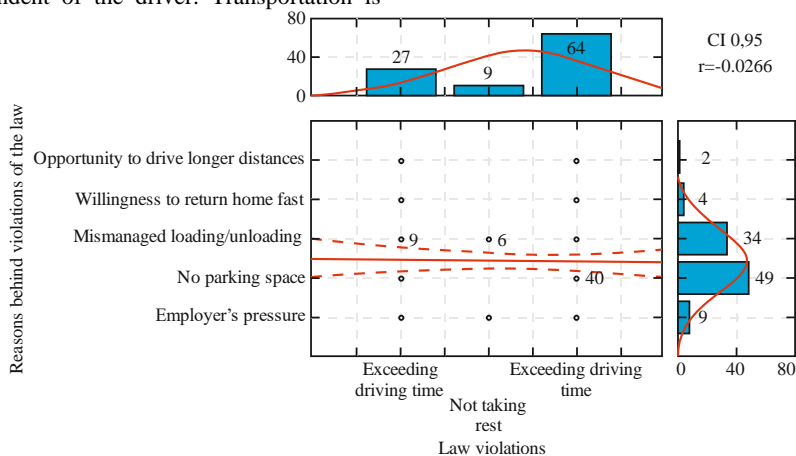 ndent of the driver. Transportation is
80
40
0
27
9
64
CI 0,95
r=-0.0266
Reasons behind violations of the law
Opportunity to drive longer distances
Willingness to return home fast
Mismanaged loading/unloading
No parking space
Employer's pressure
9
6
40
2
4
34
49
9
0 40 80
Exceeding
driving time
Not taking
rest
Exceeding driving
time
Law violations